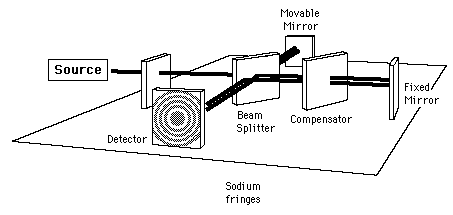 Movable
Mirror
Source
Fixed
Mirror
Beam
Splitter
Compensator
Detector
Sodium
fringes